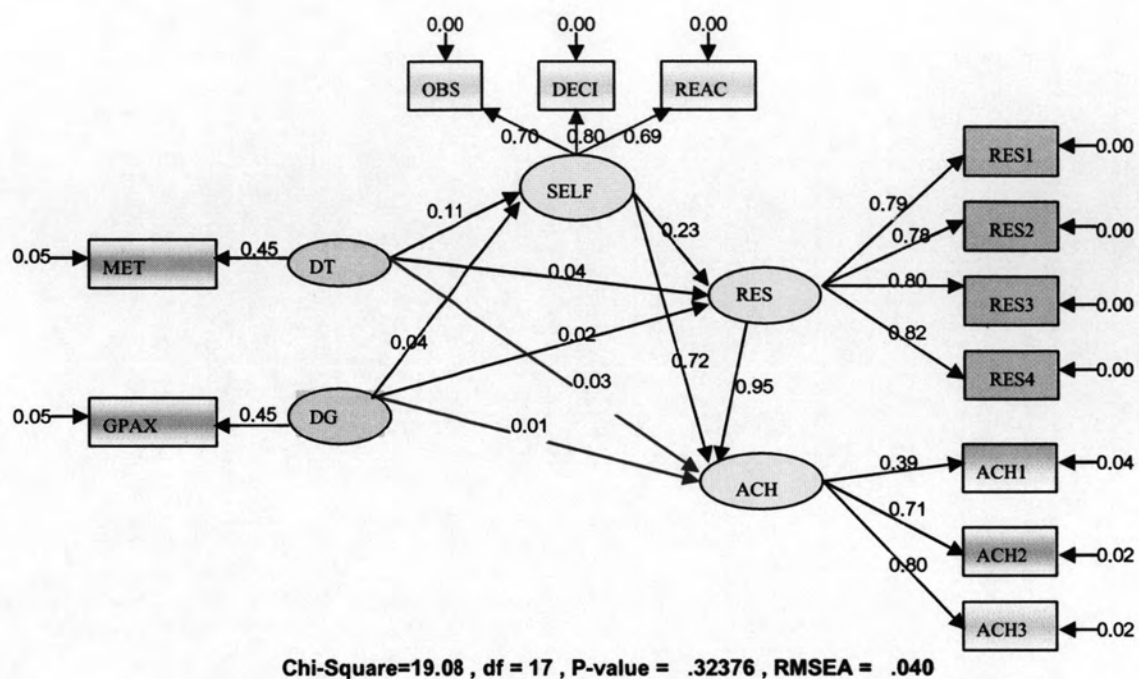 0.00 0.00 0.00
OBS DECI REAC
0.70 0.80 0.69
SELF
0.11
0.23
0.05 MET 0.45 DT
0.04
RES
0.79
0.78
0.80
0.82
RES1 0.00
RES2 0.00
RES3 0.00
RES4 0.00
0.04
0.02
0.05 GPAX 0.45 DG
0.03
0.01
0.72
0.95
ACH
0.39
0.71
0.80
ACH1 0.04
ACH2 0.02
ACH3 0.02
Chi-Square=19.08 , df = 17 , P-value = .32376 , RMSEA = .040